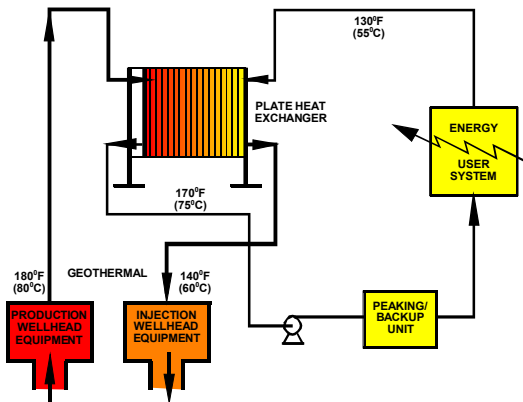 130⁰F
(55⁰C)
PLATE HEAT
EXCHANGER
ENERGY
USER
SYSTEM
170⁰F
(75⁰C)
180⁰F
(80⁰C)
GEOTHERMAL
140⁰F
(60⁰C)
PRODUCTION
WELLHEAD
EQUIPMENT
INJECTION
WELLHEAD
EQUIPMENT
PEAKING/
BACKUP
UNIT